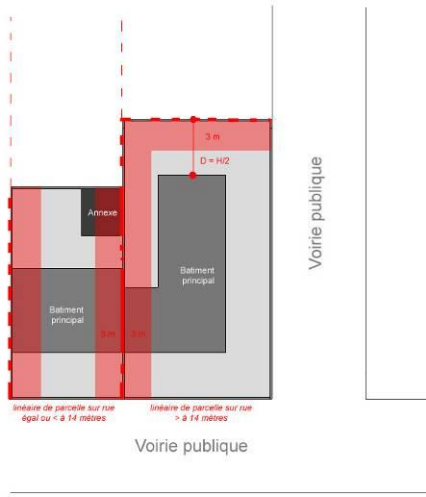 3 m
D = H/2
Annexe
Batiment
principal
Batiment
principal
3 m
3 m
Voirie publique
linéaire de parcelle sur rue
égal ou < à 14 mètres
linéaire de parcelle sur rue
> à 14 mètres
Voirie publique